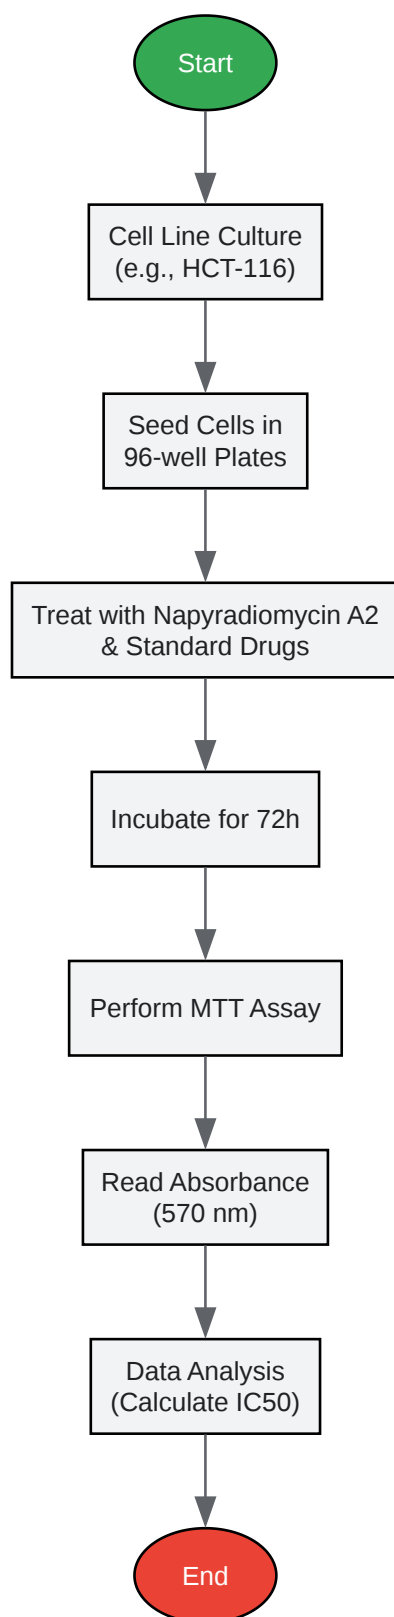 Start
Cell Line Culture
(e.g., HCT-116)
Seed Cells in
96-well Plates
Treat with Napyradiomycin A2
& Standard Drugs
Incubate for 72h
Perform MTT Assay
Read Absorbance
(570 nm)
Data Analysis
(Calculate IC50)
End